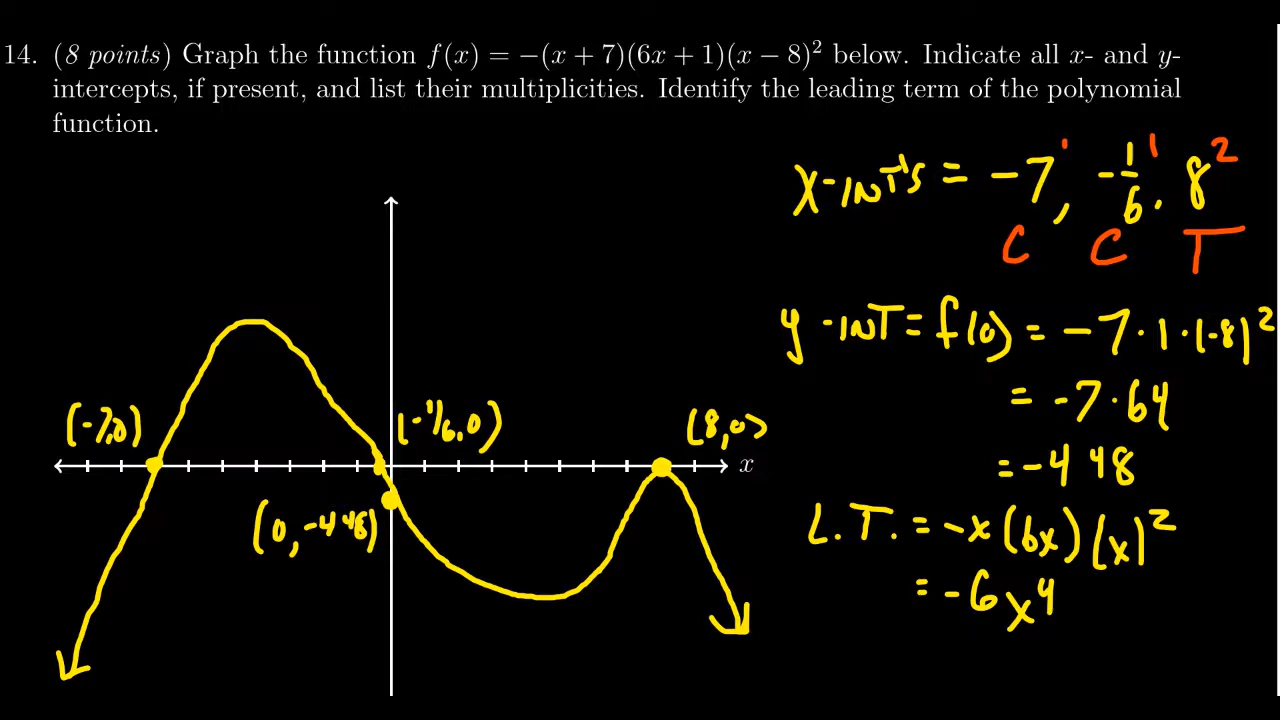 14. (8 points) Graph the function f(x) = −(x + 7)(6x + 1)(x − 8)² below. Indicate all x- and y-
intercepts, if present, and list their multiplicities. Identify the leading term of the polynomial
function.
x-INT'S = -7¹, -1/6¹, 8²
C C T
y-INT = f(0) = -7·1·(-8)²
= -7·64
= -448
L.T. = -x(6x)(x)²
= -6x⁴
(-7,0)
(-1/6,0)
(8,0)
x
(0,-448)